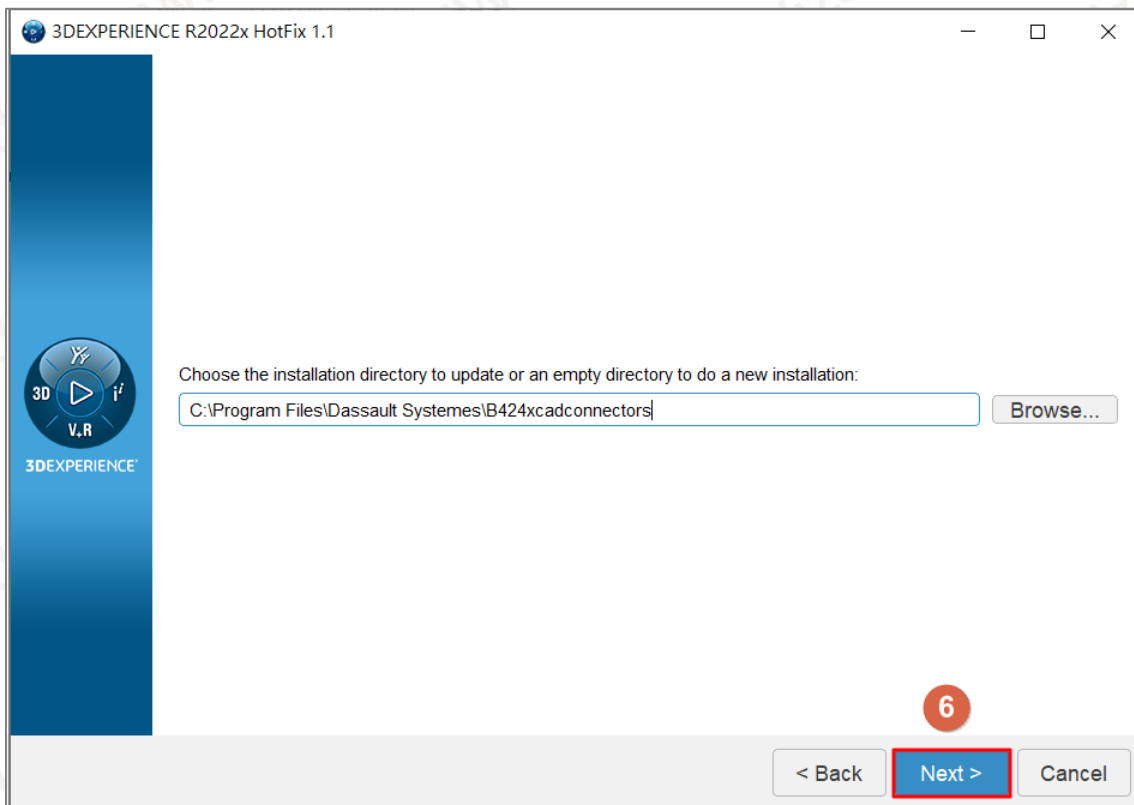 3DEXPERIENCE R2022x HotFix 1.1
Choose the installation directory to update or an empty directory to do a new installation:
C:\Program Files\Dassault Systemes\B424xcadconnectors
Browse...
3D
V+R
3DEXPERIENCE
6
< Back
Next >
Cancel